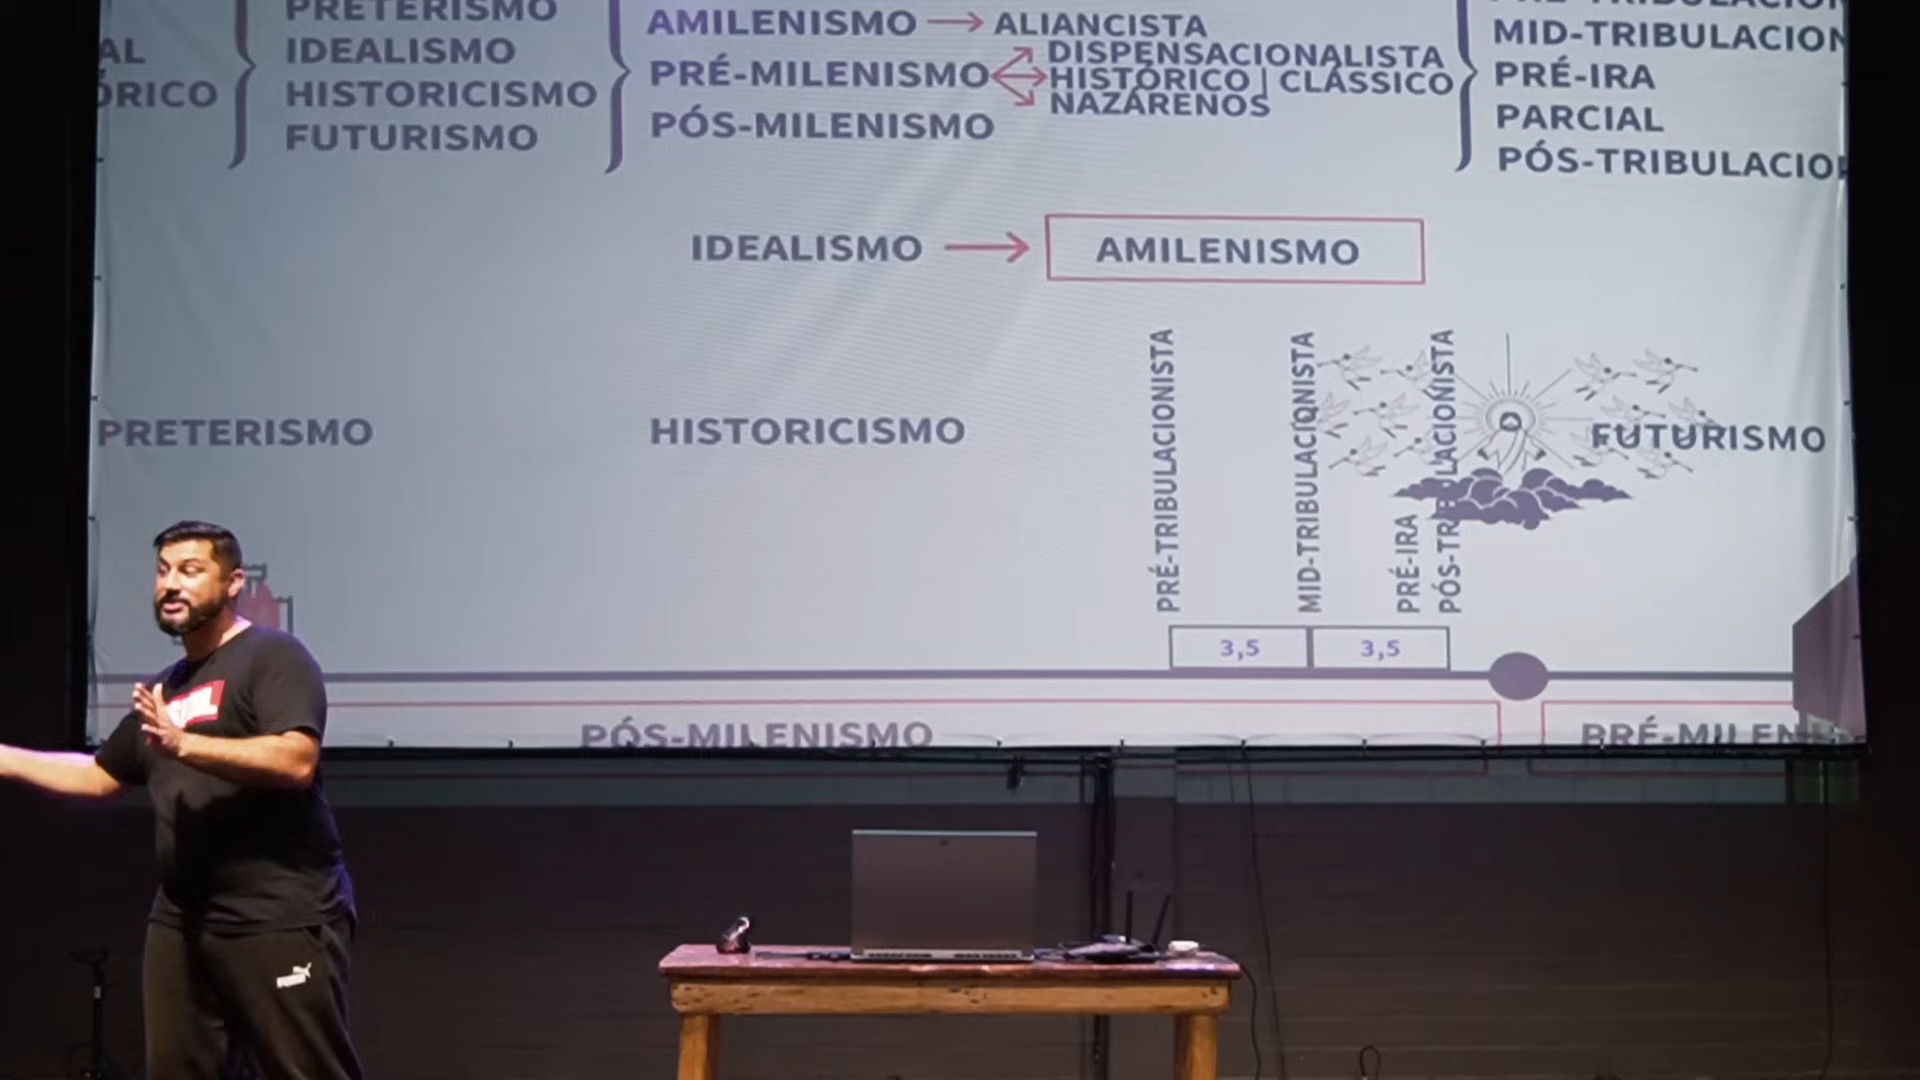 PRETERISMO
IDEALISMO
HISTORICISMO
FUTURISMO
AMILENISMO → ALIANCISTA
PRÉ-MILENISMO
DISPENSACIONALISTA
HISTÓRICO | CLÁSSICO
NAZARENOS
PÓS-MILENISMO
MID-TRIBULACION
PRÉ-IRA
PARCIAL
PÓS-TRIBULACIO
IDEALISMO → AMILENISMO
PRETERISMO
HISTORICISMO
FUTURISMO
PRÉ-TRIBULACIONISTA
MID-TRIBULACIONISTA
PRÉ-IRA
PÓS-TRIBULACIONISTA
3,5
3,5
PÓS-MILENISMO
PRÉ-MILEN
PUMA